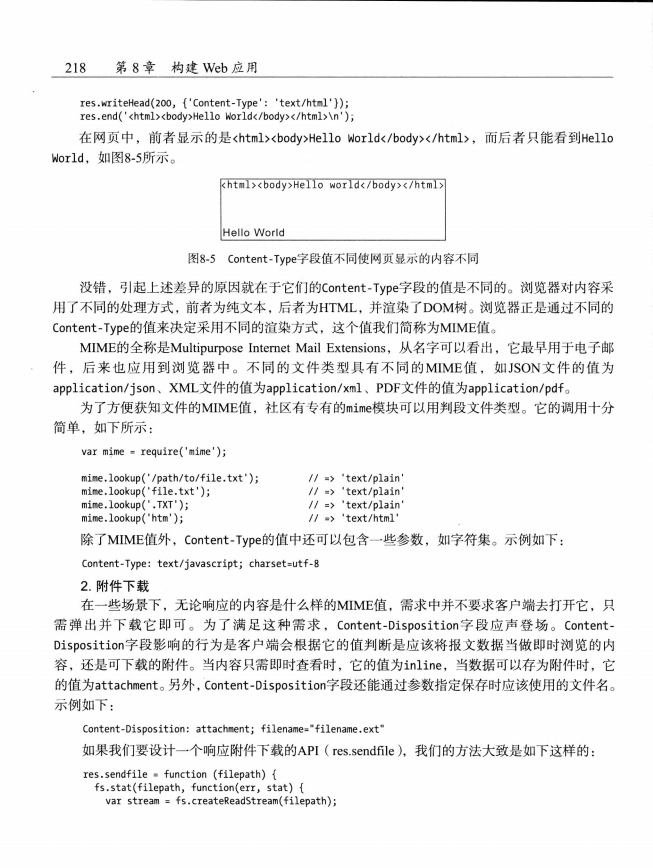 218 第 8 章 构建 Web 应用
res.writeHead(200, {'Content-Type': 'text/html'});
res.end('<html><body>Hello World</body></html>\n');
在网页中，前者显示的是<html><body>Hello World</body></html>，而后者只能看到Hello
World，如图8-5所示。
<html><body>Hello world</body></html>
Hello World
图8-5 Content-Type字段值不同使网页显示的内容不同
没错，引起上述差异的原因就在于它们的Content-Type字段的值是不同的。浏览器对内容采
用了不同的处理方式，前者为纯文本，后者为HTML，并渲染了DOM树。浏览器正是通过不同的
Content-Type的值来决定采用不同的渲染方式，这个值我们简称为MIME值。
MIME的全称是Multipurpose Internet Mail Extensions，从名字可以看出，它最早用于电子邮
件，后来也应用到浏览器中。不同的文件类型具有不同的MIME值，如JSON文件的值为
application/json、XML文件的值为application/xml、PDF文件的值为application/pdf。
为了方便获知文件的MIME值，社区有专有的mime模块可以用判段文件类型。它的调用十分
简单，如下所示：
var mime = require('mime');
mime.lookup('/path/to/file.txt'); // => 'text/plain'
mime.lookup('file.txt'); // => 'text/plain'
mime.lookup('.TXT'); // => 'text/plain'
mime.lookup('htm'); // => 'text/html'
除了MIME值外，Content-Type的值中还可以包含一些参数，如字符集。示例如下：
Content-Type: text/javascript; charset=utf-8
2. 附件下载
在一些场景下，无论响应的内容是什么样的MIME值，需求中并不要求客户端去打开它，只
需弹出并下载它即可。为了满足这种需求，Content-Disposition字段应声登场。Content-
Disposition字段影响的行为是客户端会根据它的值判断是应该将报文数据当做即时浏览的内
容，还是可下载的附件。当内容只需即时查看时，它的值为inline，当数据可以存为附件时，它
的值为attachment。另外，Content-Disposition字段还能通过参数指定保存时应该使用的文件名。
示例如下：
Content-Disposition: attachment; filename="filename.ext"
如果我们要设计一个响应附件下载的API（res.sendfile），我们的方法大致是如下这样的：
res.sendfile = function (filepath) {
fs.stat(filepath, function(err, stat) {
var stream = fs.createReadStream(filepath);